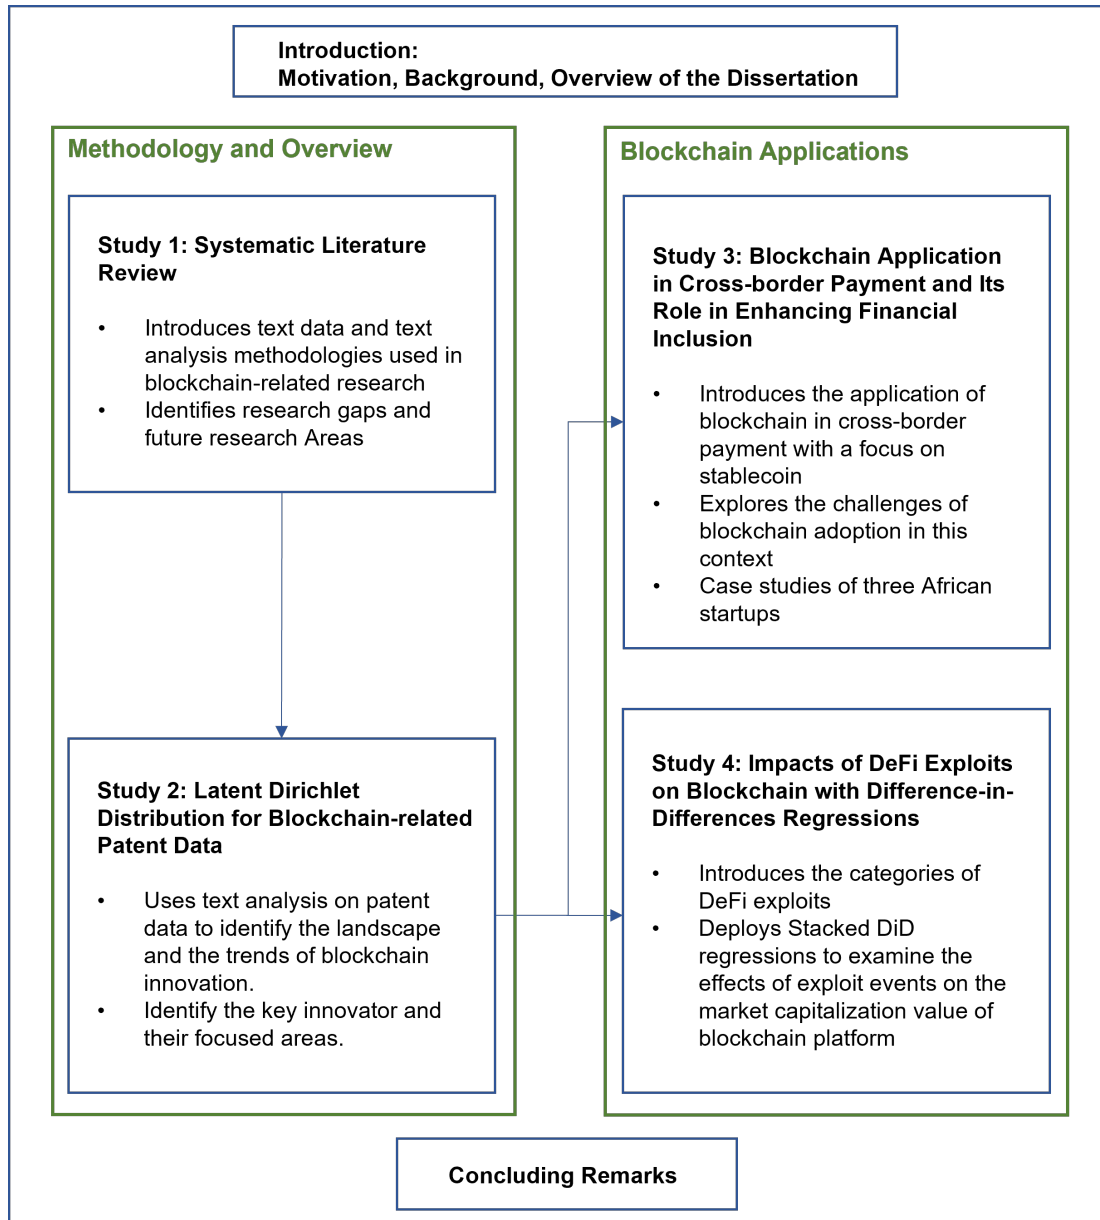 Introduction:
Motivation, Background, Overview of the Dissertation
Methodology and Overview
Study 1: Systematic Literature
Review
• Introduces text data and text
analysis methodologies used in
blockchain-related research
• Identifies research gaps and
future research Areas
Study 2: Latent Dirichlet
Distribution for Blockchain-related
Patent Data
• Uses text analysis on patent
data to identify the landscape
and the trends of blockchain
innovation.
• Identify the key innovator and
their focused areas.
Blockchain Applications
Study 3: Blockchain Application
in Cross-border Payment and Its
Role in Enhancing Financial
Inclusion
• Introduces the application of
blockchain in cross-border
payment with a focus on
stablecoin
• Explores the challenges of
blockchain adoption in this
context
• Case studies of three African
startups
Study 4: Impacts of DeFi Exploits
on Blockchain with Difference-in-
Differences Regressions
• Introduces the categories of
DeFi exploits
• Deploys Stacked DiD
regressions to examine the
effects of exploit events on the
market capitalization value of
blockchain platform
Concluding Remarks